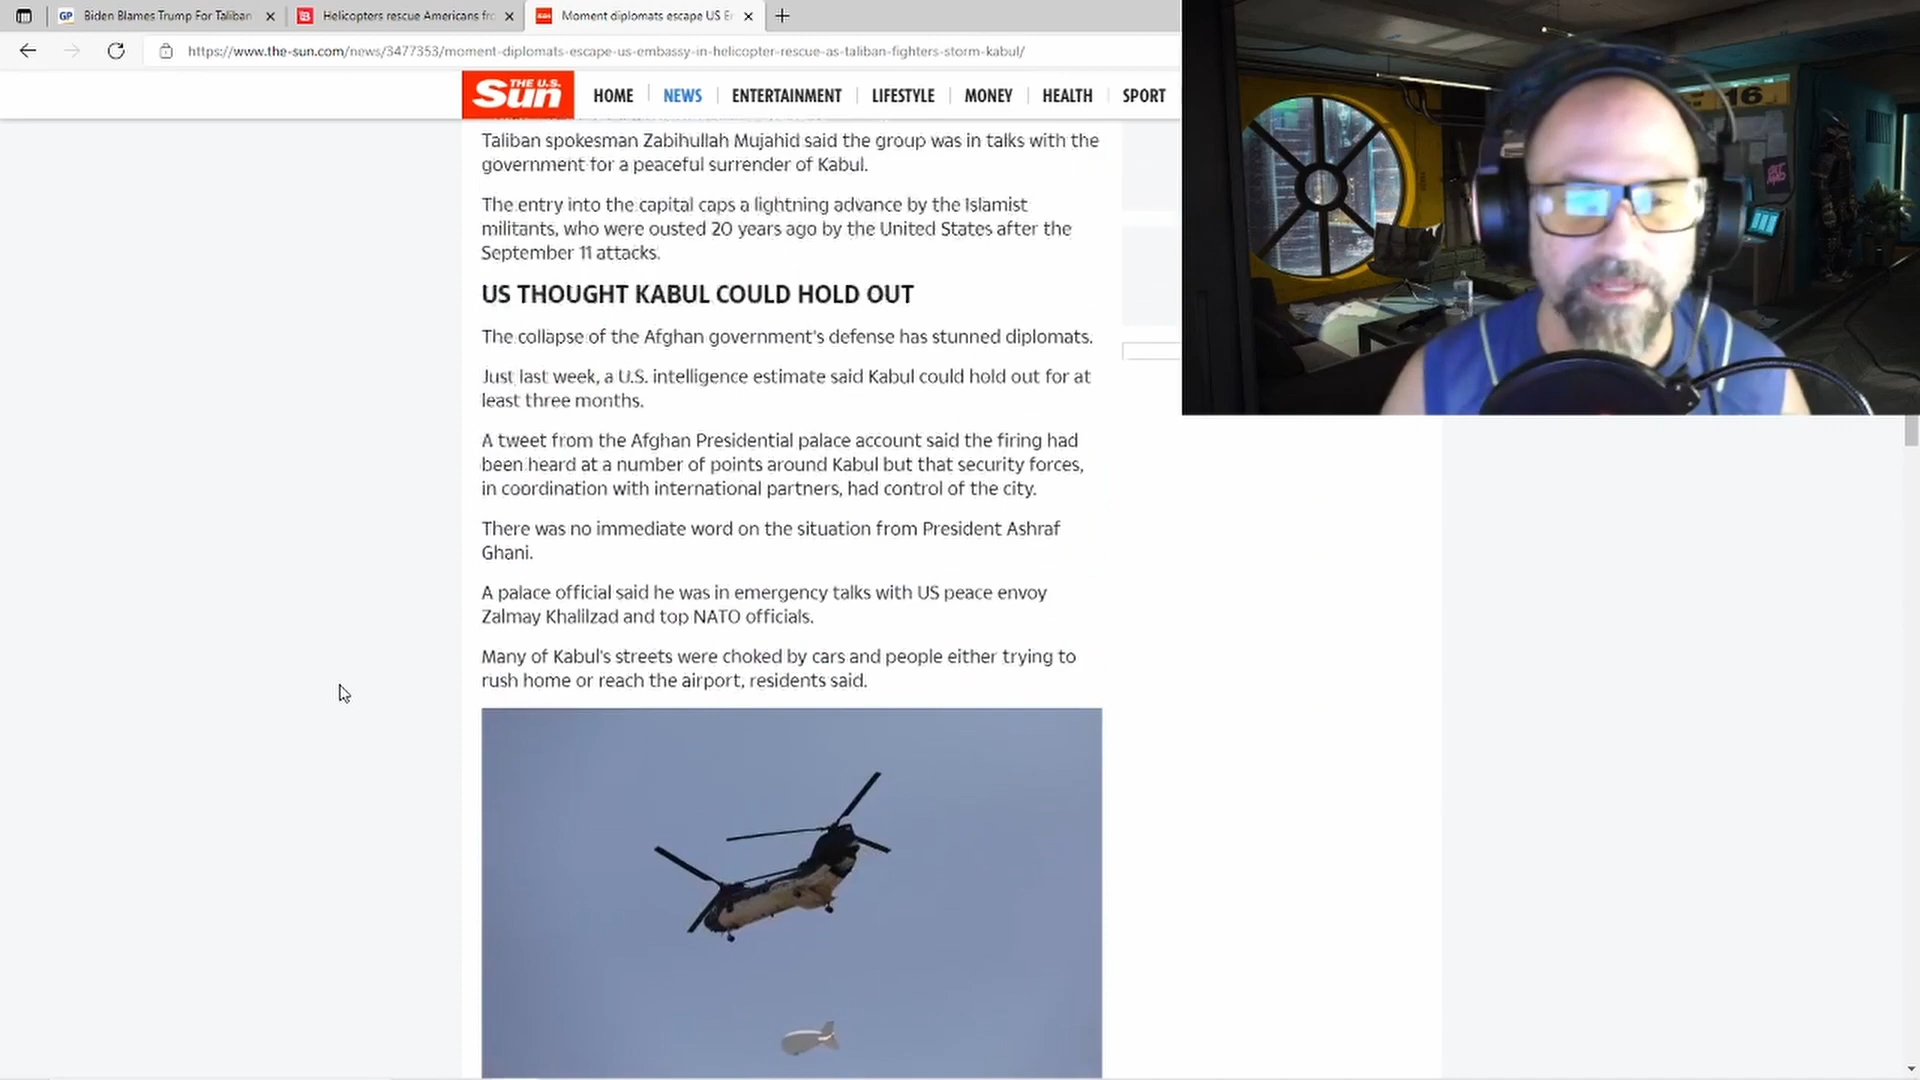 Biden Blames Trump For Taliban
Helicopters rescue Americans fr
Moment diplomats escape US E
https://www.the-sun.com/news/3477353/moment-diplomats-escape-us-embassy-in-helicopter-rescue-as-taliban-fighters-storm-kabul/
THE U.S. Sun
HOME NEWS ENTERTAINMENT LIFESTYLE MONEY HEALTH SPORT
Taliban spokesman Zabihullah Mujahid said the group was in talks with the
government for a peaceful surrender of Kabul.
The entry into the capital caps a lightning advance by the Islamist
militants, who were ousted 20 years ago by the United States after the
September 11 attacks.
US THOUGHT KABUL COULD HOLD OUT
The collapse of the Afghan government's defense has stunned diplomats.
Just last week, a U.S. intelligence estimate said Kabul could hold out for at
least three months.
A tweet from the Afghan Presidential palace account said the firing had
been heard at a number of points around Kabul but that security forces,
in coordination with international partners, had control of the city.
There was no immediate word on the situation from President Ashraf
Ghani.
A palace official said he was in emergency talks with US peace envoy
Zalmay Khalilzad and top NATO officials.
Many of Kabul's streets were choked by cars and people either trying to
rush home or reach the airport, residents said.
GP
16